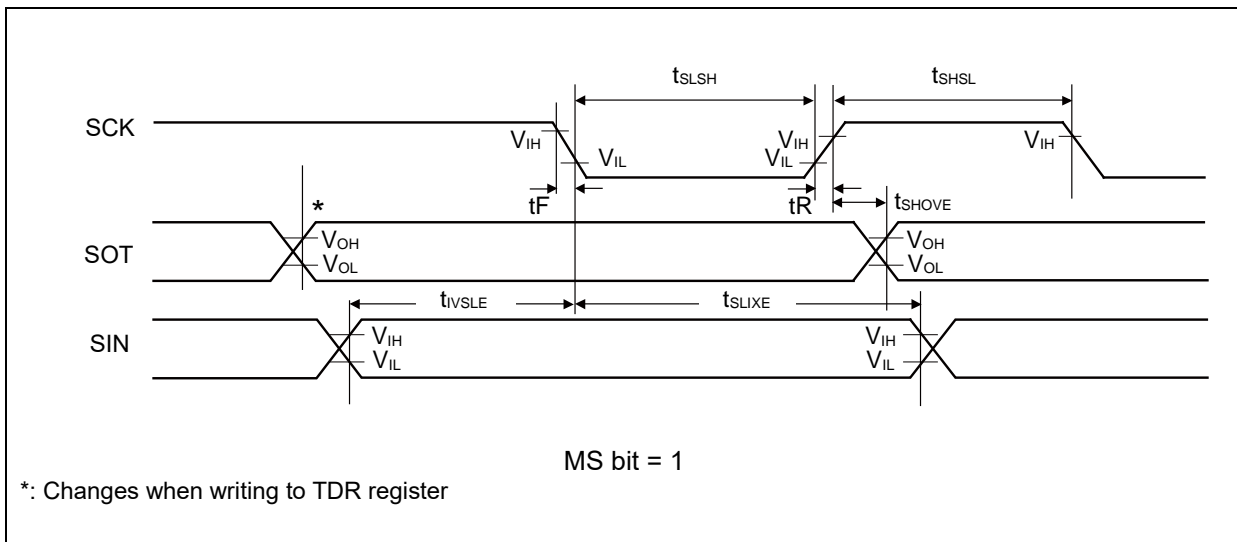 tSLSH
tSHSL
SCK
VIH
VIL
VIH
VIL
VIH
tF
tR
tSHOVE
*
SOT
VOH
VOL
VOH
VOL
tIVSLE
tSLIXE
SIN
VIH
VIL
VIH
VIL
MS bit = 1
*: Changes when writing to TDR register